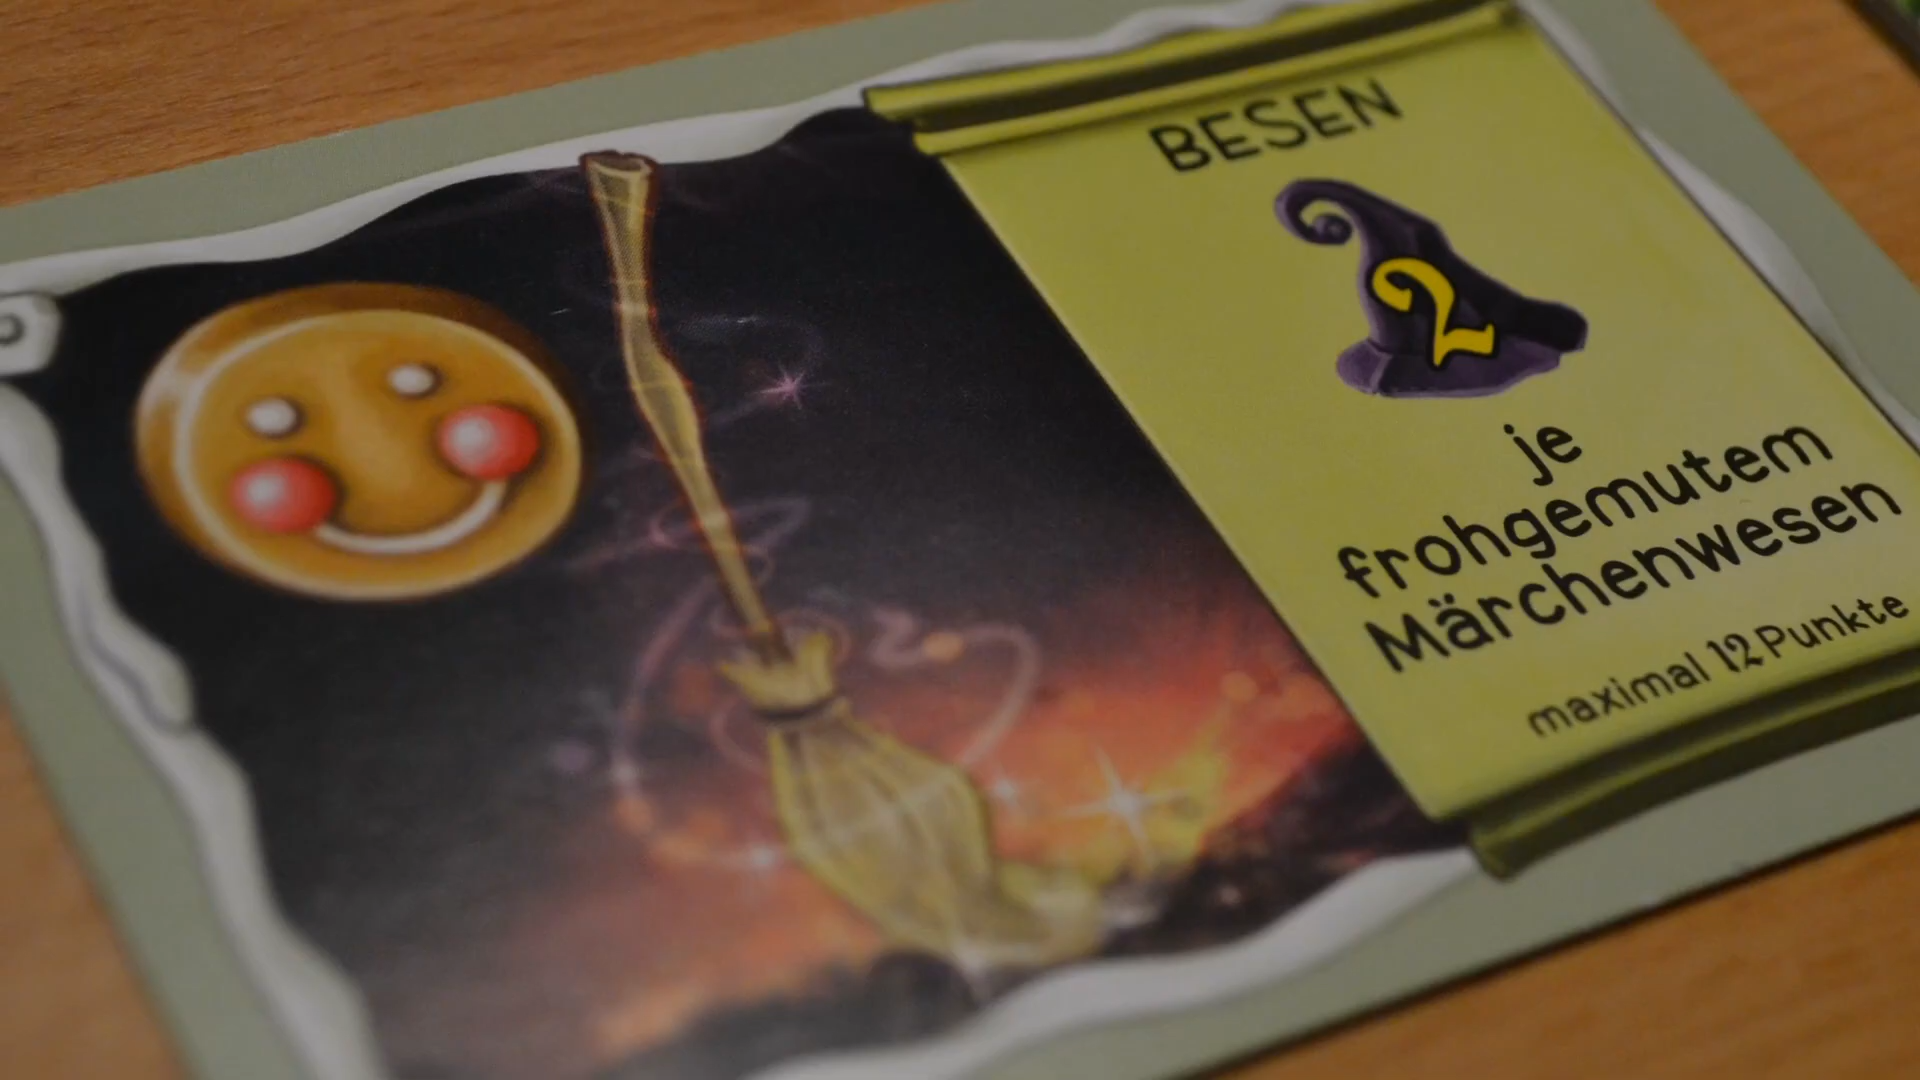 BESEN
2
je
frohgemutem
Märchenwesen
maximal 12 Punkte